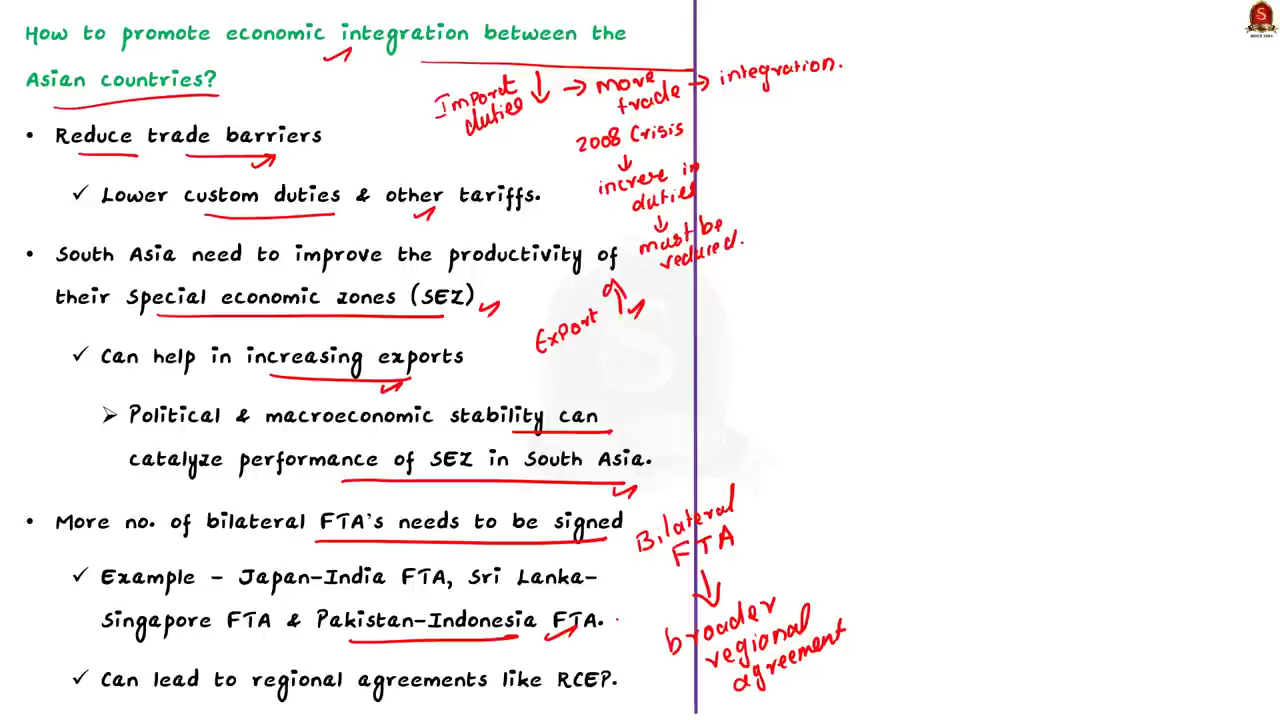 How to promote economic integration between the
Asian countries?
• Reduce trade barriers
✓ Lower custom duties & other tariffs.
• South Asia need to improve the productivity of
their Special economic zones (SEZ)
✓ Can help in increasing exports
➢ Political & macroeconomic stability can
catalyze performance of SEZ in South Asia.
• More no. of bilateral FTA's needs to be signed
✓ Example - Japan-India FTA, Sri Lanka-
Singapore FTA & Pakistan-Indonesia FTA.
✓ Can lead to regional agreements like RCEP.
Import
duties ↓ → more
trade → integration.
2008 Crisis
↓
increse in
duties
↓
must be
reduced.
Export ↑
Bilateral
FTA
↓
broader
regional
agreement
S